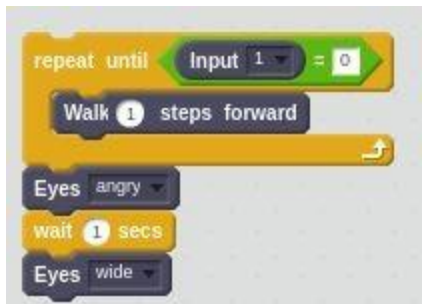 repeat until Input 1 = 0
Walk 1 steps forward
Eyes angry
wait 1 secs
Eyes wide